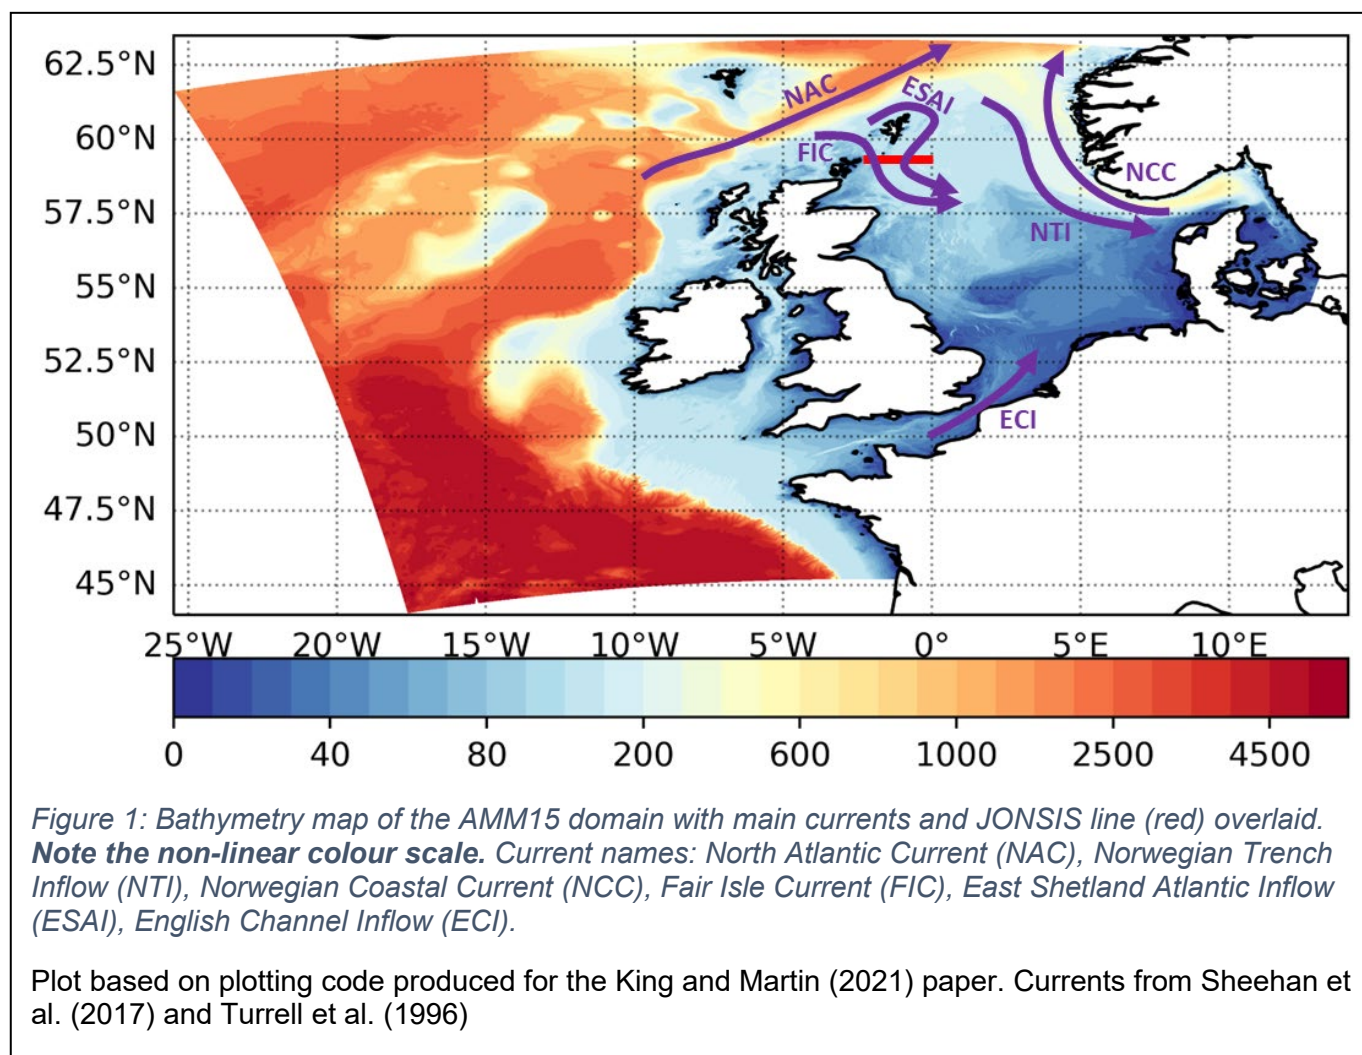 62.5°N
60°N
57.5°N
55°N
52.5°N
50°N
47.5°N
45°N
NAC
ESAI
FIC
NCC
NTI
ECI
25°W 20°W 15°W 10°W 5°W 0° 5°E 10°E
0 40 80 200 600 1000 2500 4500
Figure 1: Bathymetry map of the AMM15 domain with main currents and JONSIS line (red) overlaid.
Note the non-linear colour scale. Current names: North Atlantic Current (NAC), Norwegian Trench
Inflow (NTI), Norwegian Coastal Current (NCC), Fair Isle Current (FIC), East Shetland Atlantic Inflow
(ESAI), English Channel Inflow (ECI).
Plot based on plotting code produced for the King and Martin (2021) paper. Currents from Sheehan et
al. (2017) and Turrell et al. (1996)